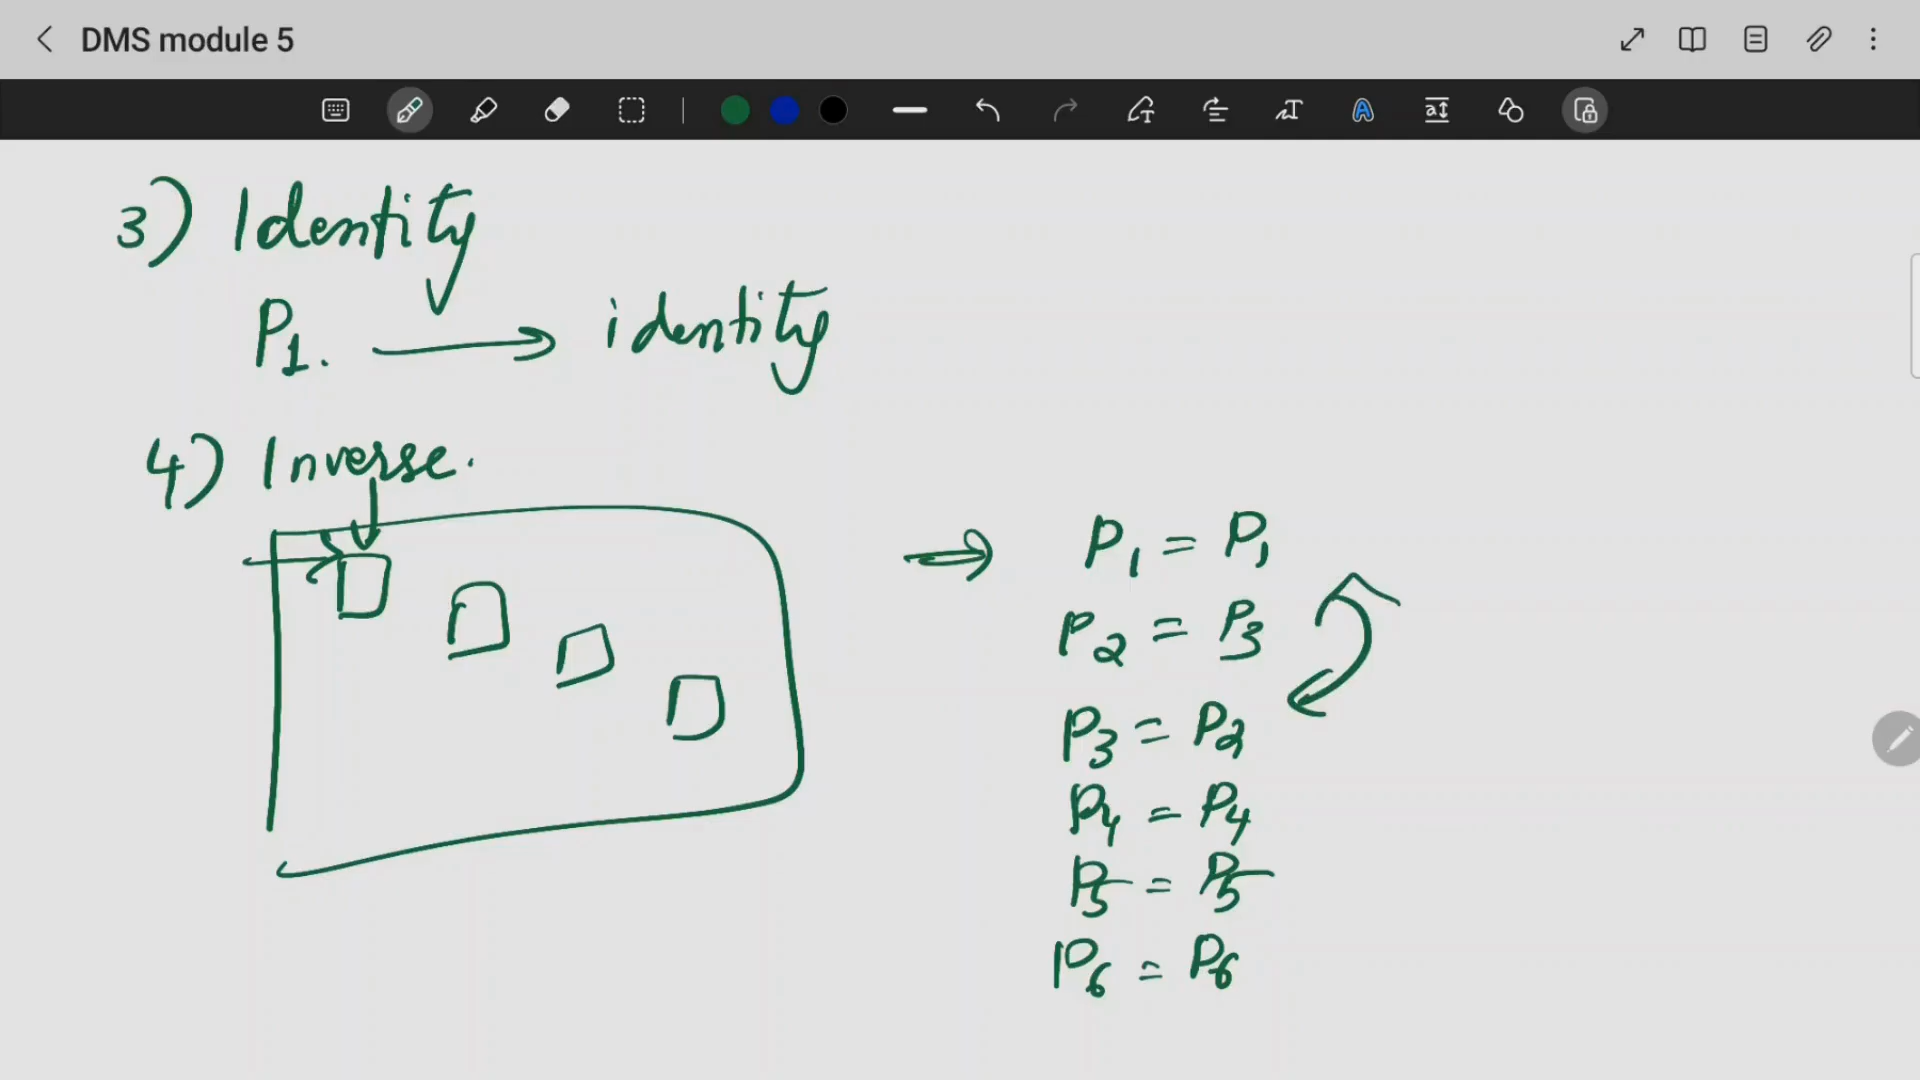 DMS module 5
3) Identity
P1. → identity
4) Inverse.
⇒ P1 = P1
P2 = P3
P3 = P2
P4 = P4
P5 = P5
P6 = P6